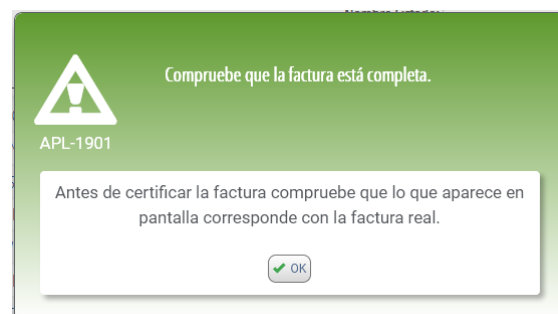 Compruebe que la factura está completa.
APL-1901
Antes de certificar la factura compruebe que lo que aparece en
pantalla corresponde con la factura real.
OK